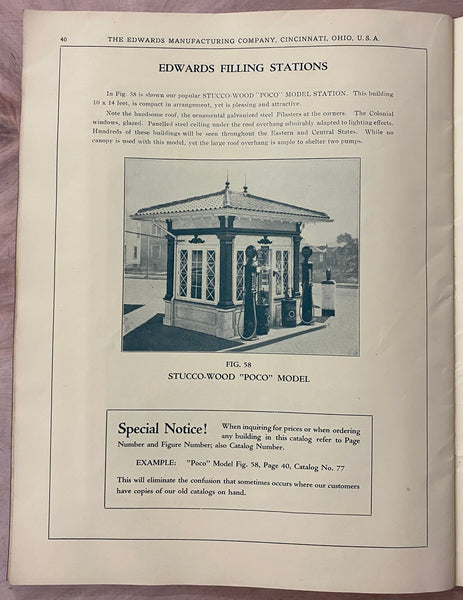 40 THE EDWARDS MANUFACTURING COMPANY, CINCINNATI, OHIO, U. S. A.
EDWARDS FILLING STATIONS
In Fig. 58 is shown our popular STUCCO-WOOD "POCO" MODEL STATION. This building
10 x 14 feet, is compact in arrangement, yet is pleasing and attractive.
Note the handsome roof, the ornamental galvanized steel Pilasters at the corners. The Colonial
windows, glazed. Panelled steel ceiling under the roof overhang admirably adapted to lighting effects.
Hundreds of these buildings will be seen throughout the Eastern and Central States. While no
canopy is used with this model, yet the large roof overhang is ample to shelter two pumps.
FIG. 58
STUCCO-WOOD "POCO" MODEL
Special Notice! When inquiring for prices or when ordering
any building in this catalog refer to Page
Number and Figure Number; also Catalog Number.
EXAMPLE: "Poco" Model Fig. 58, Page 40, Catalog No. 77
This will eliminate the confusion that sometimes occurs where our customers
have copies of our old catalogs on hand.